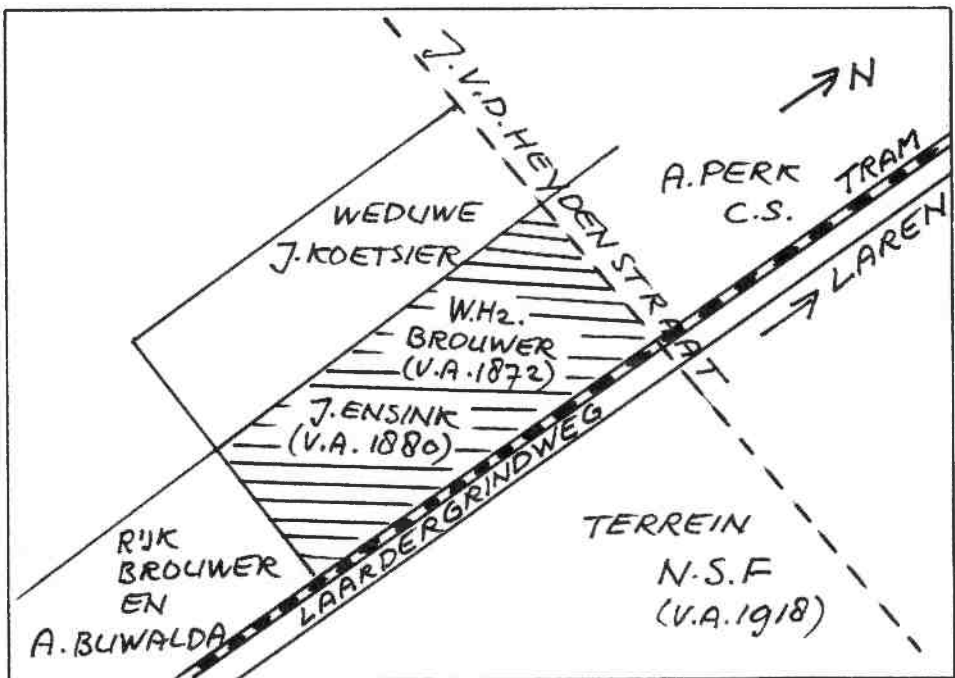 J.V.D. HEYDENSTRAAT
N
A. PERK
C.S.
TRAM
LAREN
WEDUWE
J. KOETSIER
W.HZ.
BROUWER
(V.A. 1872)
J. ENSINK
(V.A. 1880)
LAARDERGRINDWEG
RIJK
BROUWER
EN
A. BUWALDA
TERREIN
N.S.F
(V.A. 1918)